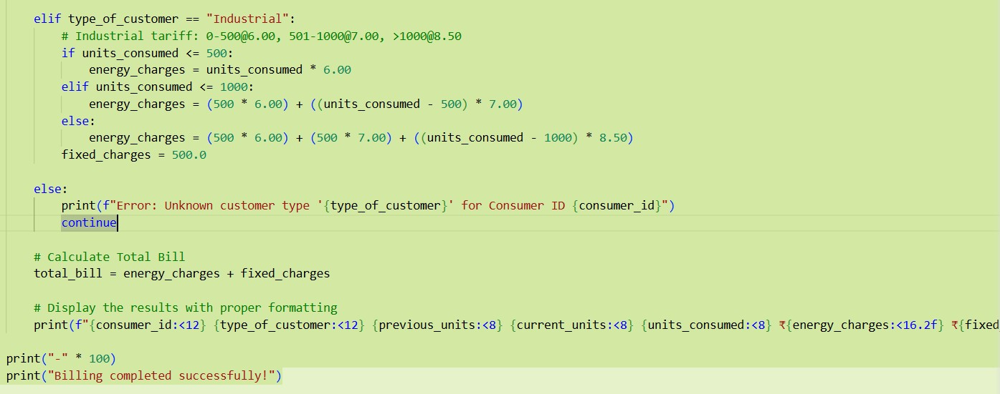 elif type_of_customer == "Industrial":
# Industrial tariff: 0-500@6.00, 501-1000@7.00, >1000@8.50
if units_consumed <= 500:
energy_charges = units_consumed * 6.00
elif units_consumed <= 1000:
energy_charges = (500 * 6.00) + ((units_consumed - 500) * 7.00)
else:
energy_charges = (500 * 6.00) + (500 * 7.00) + ((units_consumed - 1000) * 8.50)
fixed_charges = 500.0
else:
print(f"Error: Unknown customer type '{type_of_customer}' for Consumer ID {consumer_id}")
continue
# Calculate Total Bill
total_bill = energy_charges + fixed_charges
# Display the results with proper formatting
print(f"{consumer_id:<12} {type_of_customer:<12} {previous_units:<8} {current_units:<8} {units_consumed:<8} ₹{energy_charges:<16.2f} ₹{fixed
print("-" * 100)
print("Billing completed successfully!")